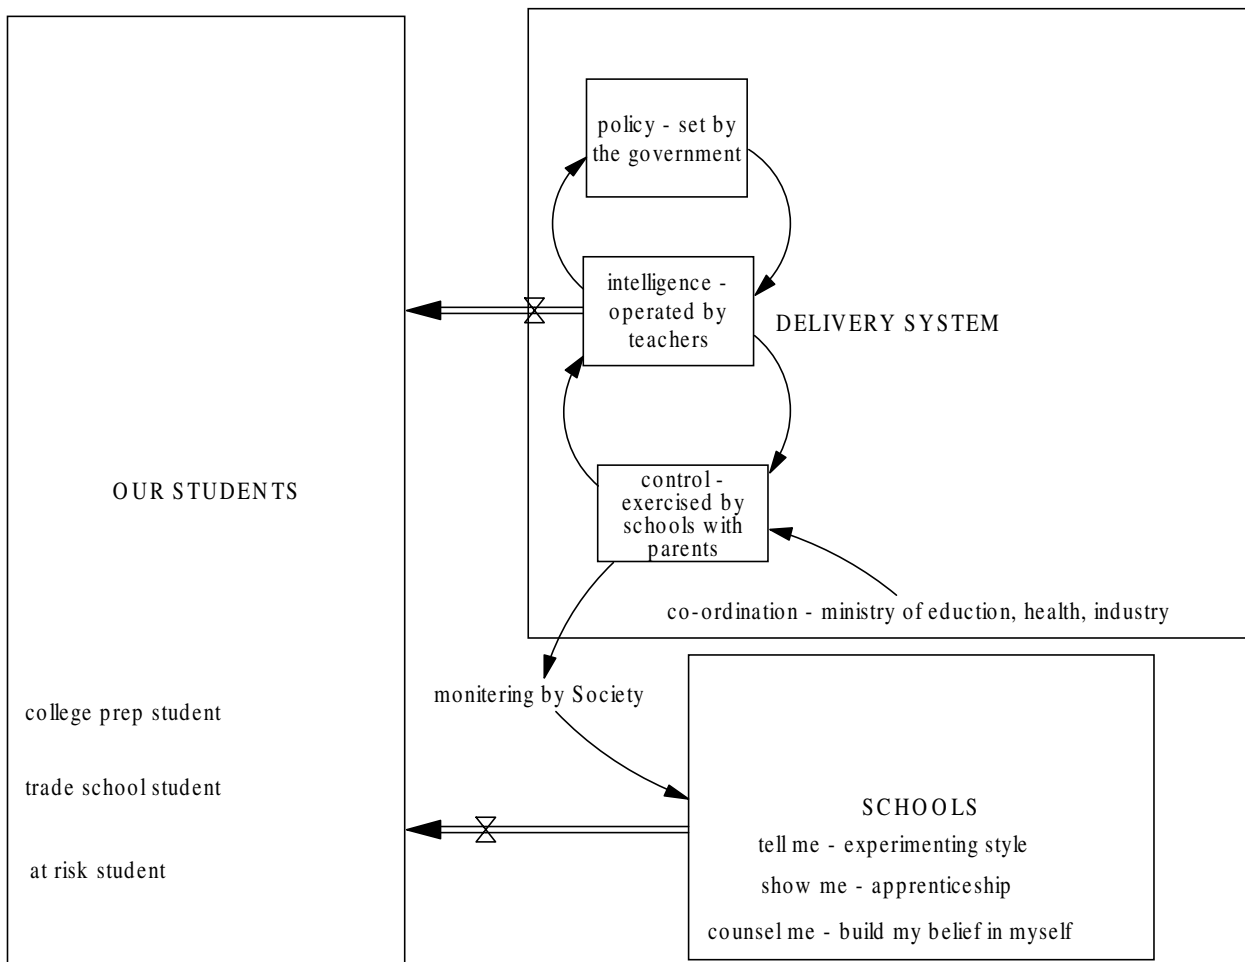 policy - set by
the government
intelligence -
operated by
teachers
DELIVERY SYSTEM
control -
exercised by
schools with
parents
co-ordination - ministry of eduction, health, industry
OUR STUDENTS
monitering by Society
college prep student
trade school student
at risk student
SCHOOLS
tell me - experimenting style
show me - apprenticeship
counsel me - build my belief in myself